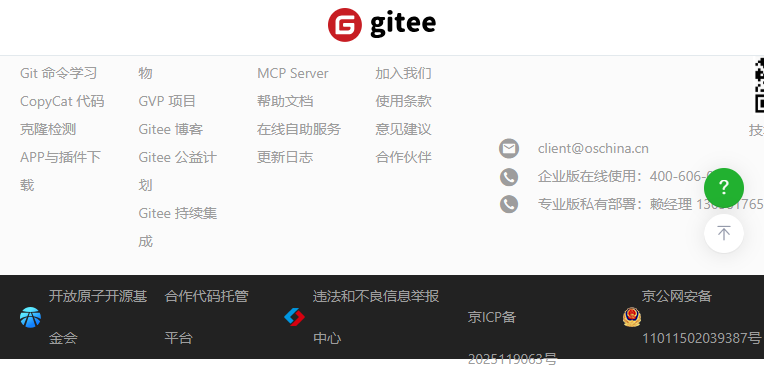 gitee
Git 命令学习
CopyCat 代码
克隆检测
APP与插件下
载
物
GVP 项目
Gitee 博客
Gitee 公益计
划
Gitee 持续集
成
MCP Server
帮助文档
在线自助服务
更新日志
加入我们
使用条款
意见建议
合作伙伴
技
client@oschina.cn
企业版在线使用：400-606-
专业版私有部署：赖经理
?
开放原子开源基
金会
合作代码托管
平台
违法和不良信息举报
中心
京ICP备
2025119063号
京公网安备
11011502039387号